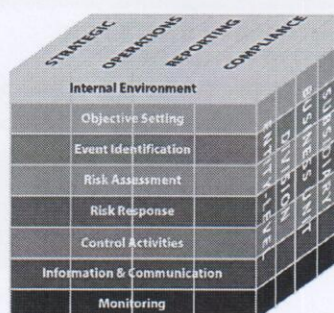 STRATEGIC
OPERATIONS
REPORTING
COMPLIANCE
Internal Environment
Objective Setting
Event Identification
Risk Assessment
Risk Response
Control Activities
Information & Communication
Monitoring
ENTITY-LEVEL
DIVISION
BUSINESS UNIT
SUBSIDIARY